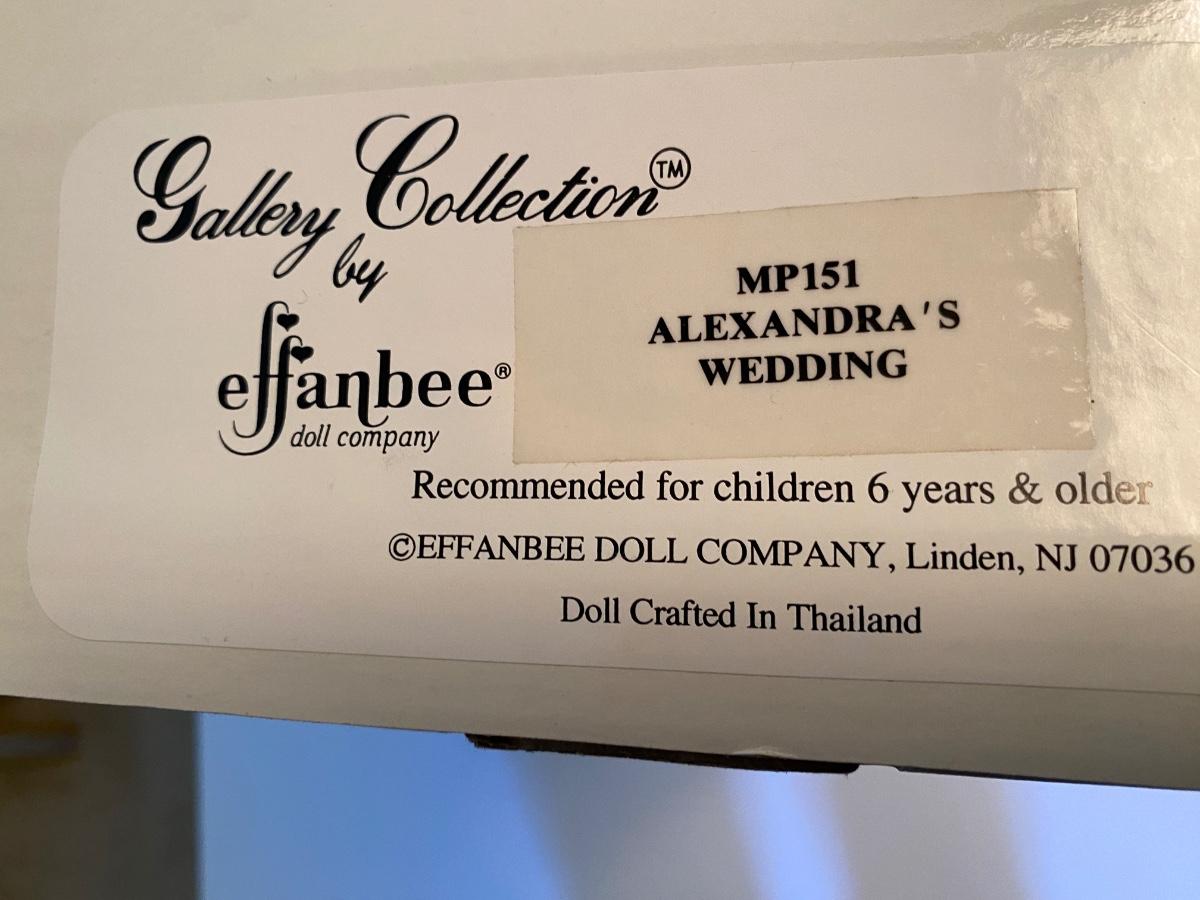 Gallery Collection™
by
effanbee®
doll company
MP151
ALEXANDRA'S
WEDDING
Recommended for children 6 years & older
©EFFANBEE DOLL COMPANY, Linden, NJ 07036
Doll Crafted In Thailand